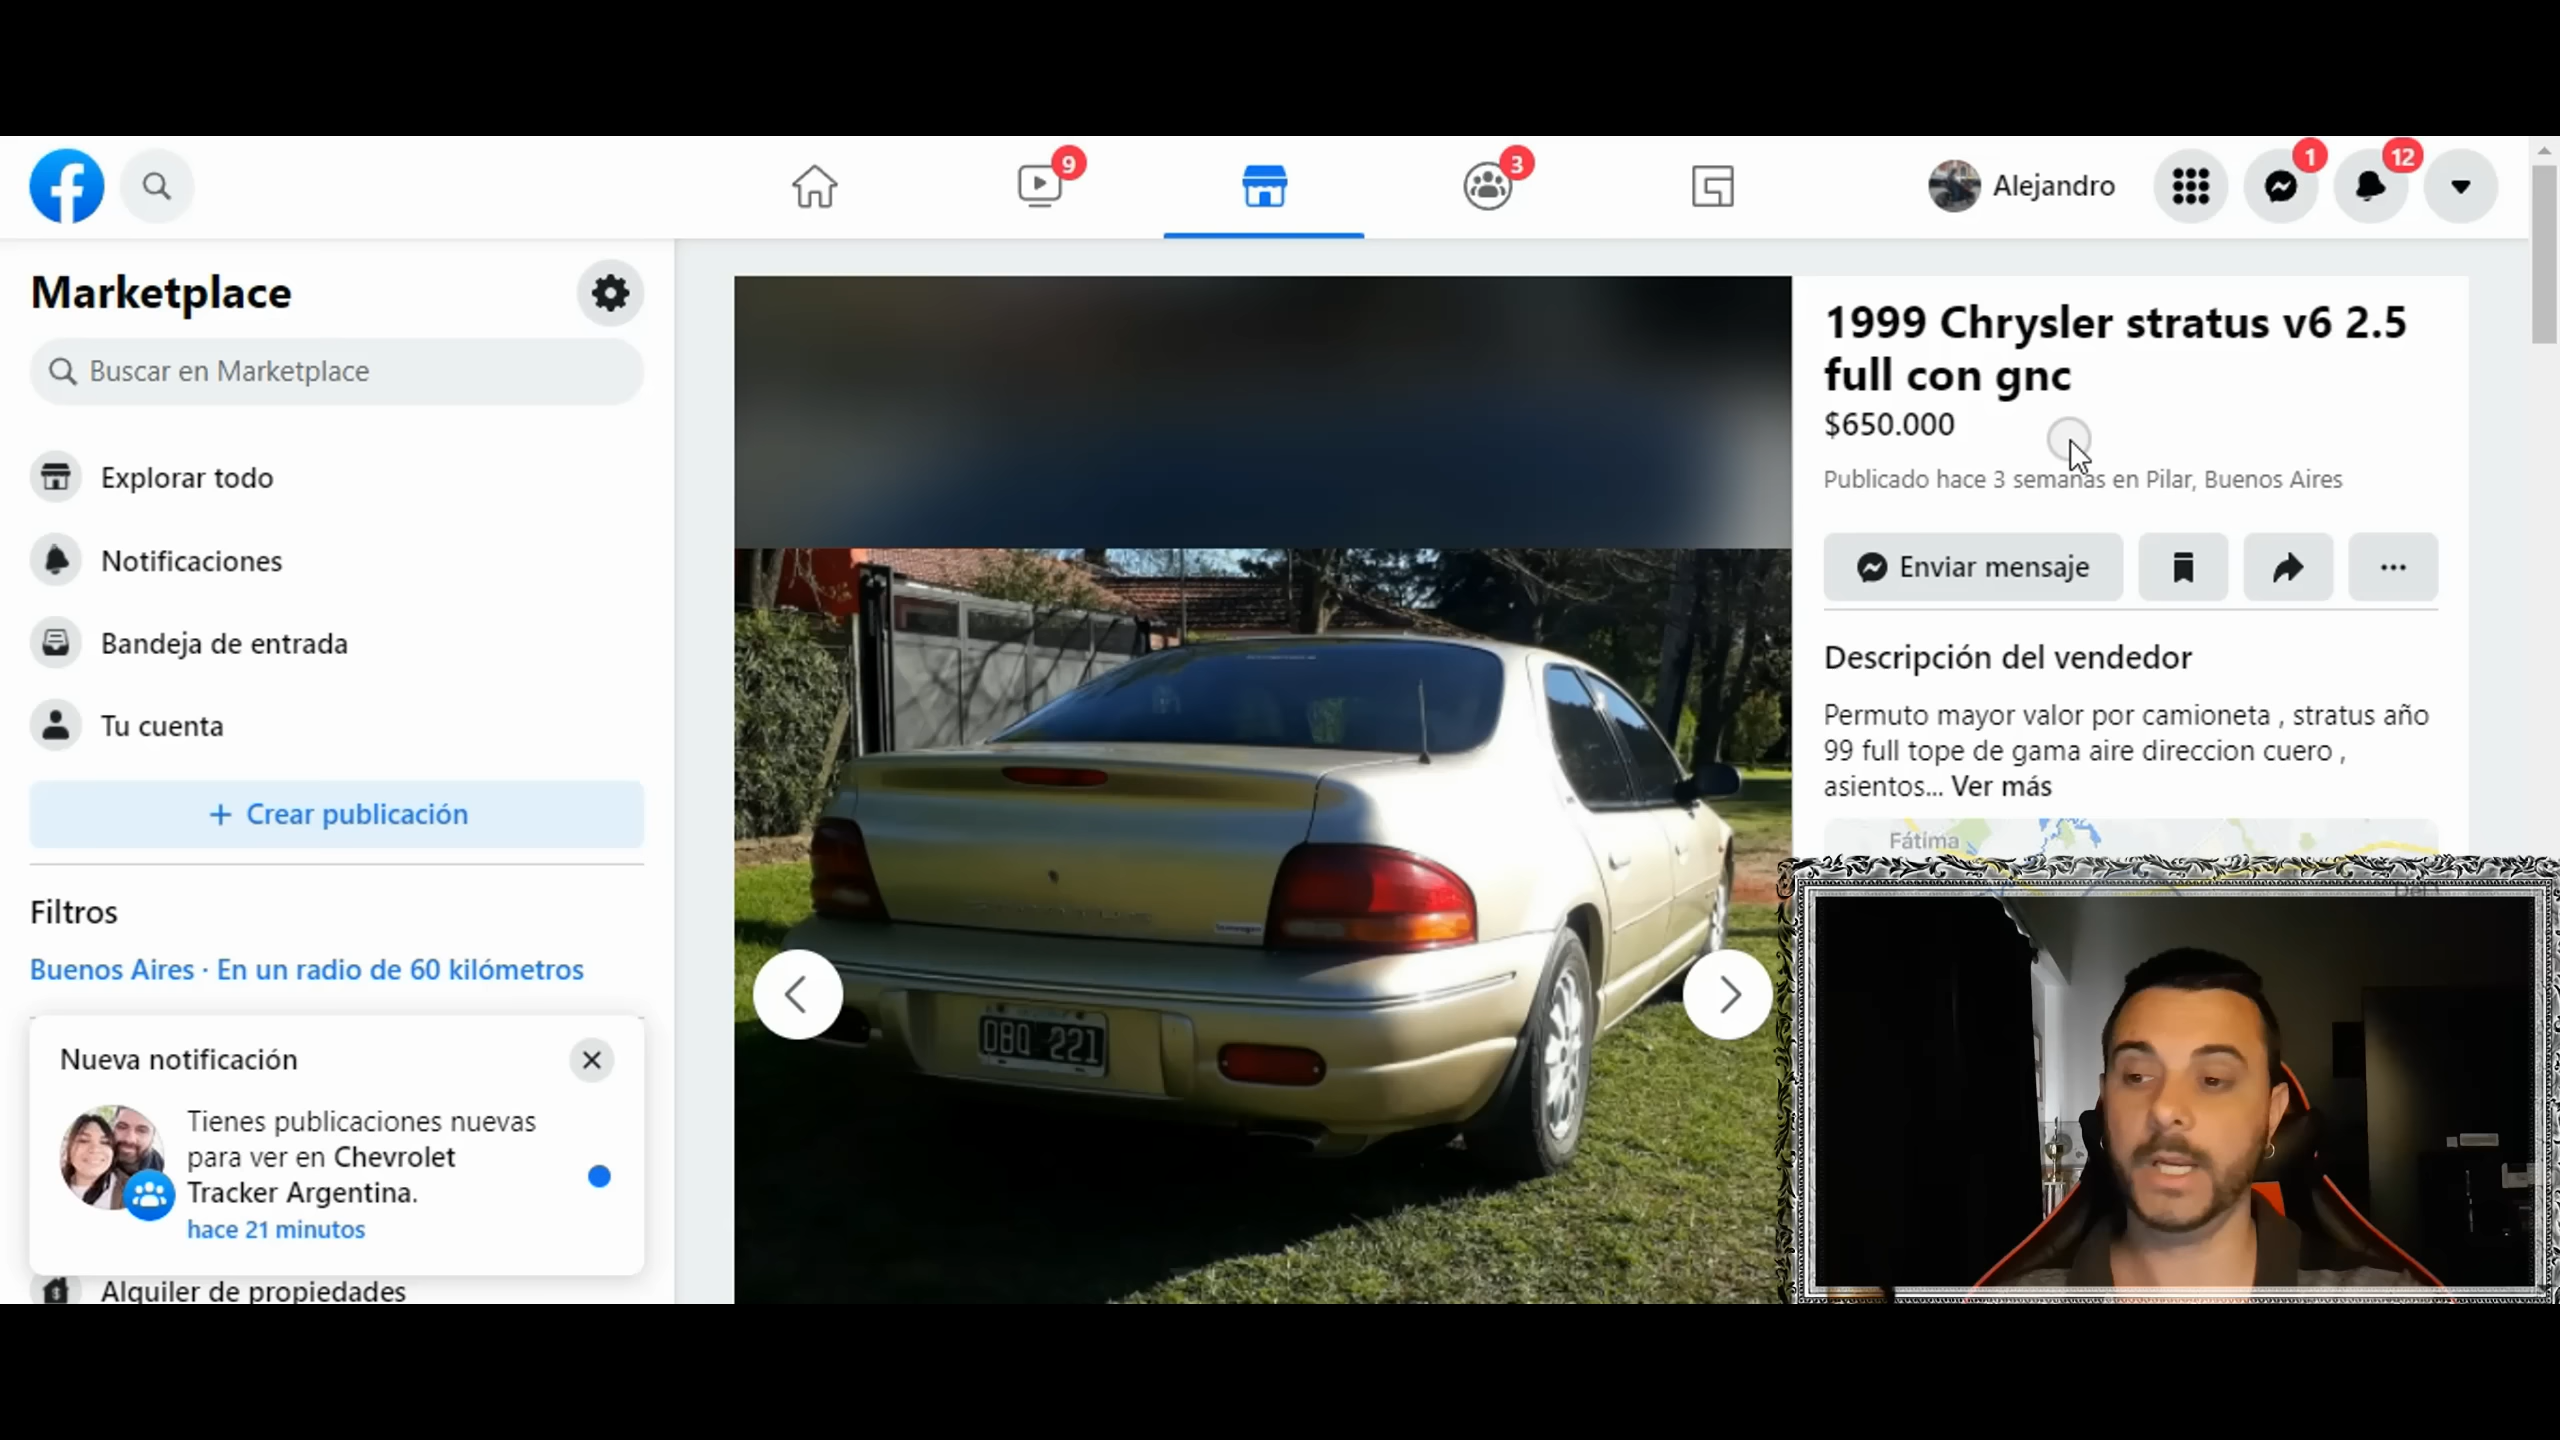 9
3
Alejandro
1
12
Marketplace
Buscar en Marketplace
Explorar todo
Notificaciones
Bandeja de entrada
Tu cuenta
+ Crear publicación
Filtros
Buenos Aires · En un radio de 60 kilómetros
Nueva notificación
Tienes publicaciones nuevas
para ver en Chevrolet
Tracker Argentina.
hace 21 minutos
Alquiler de propiedades
STRATUS
DBQ 221
1999 Chrysler stratus v6 2.5
full con gnc
$650.000
Publicado hace 3 semanas en Pilar, Buenos Aires
Enviar mensaje
Descripción del vendedor
Permuto mayor valor por camioneta , stratus año
99 full tope de gama aire direccion cuero ,
asientos... Ver más
Fátima